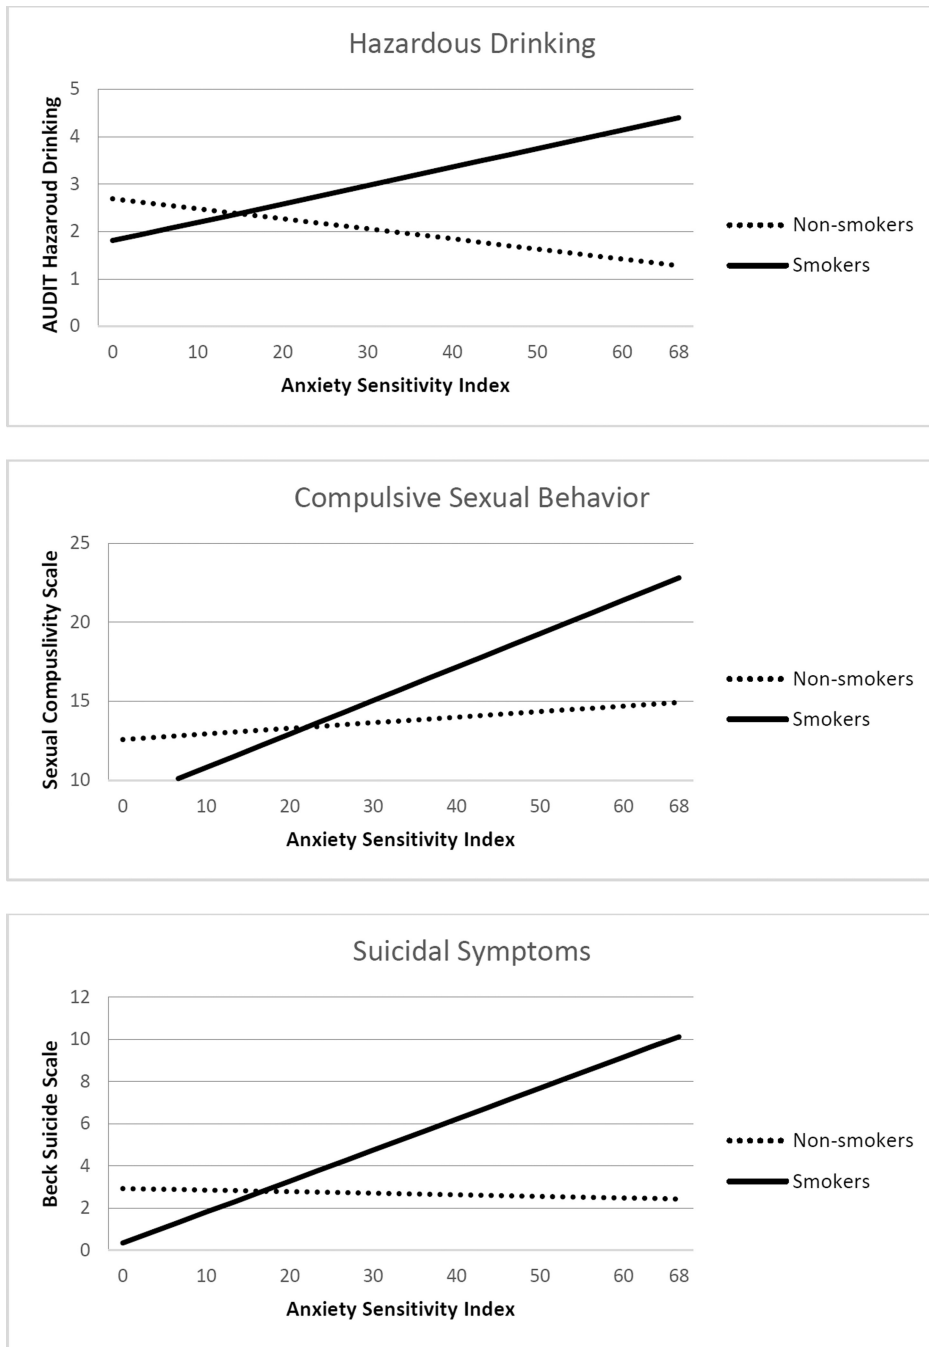 Hazardous Drinking
AUDIT Hazaroud Drinking
5
4
3
2
1
0
0 10 20 30 40 50 60 68
Anxiety Sensitivity Index
Non-smokers
Smokers
Compulsive Sexual Behavior
Sexual Compuslivity Scale
25
20
15
10
0 10 20 30 40 50 60 68
Anxiety Sensitivity Index
Non-smokers
Smokers
Suicidal Symptoms
Beck Suicide Scale
12
10
8
6
4
2
0
0 10 20 30 40 50 60 68
Anxiety Sensitivity Index
Non-smokers
Smokers